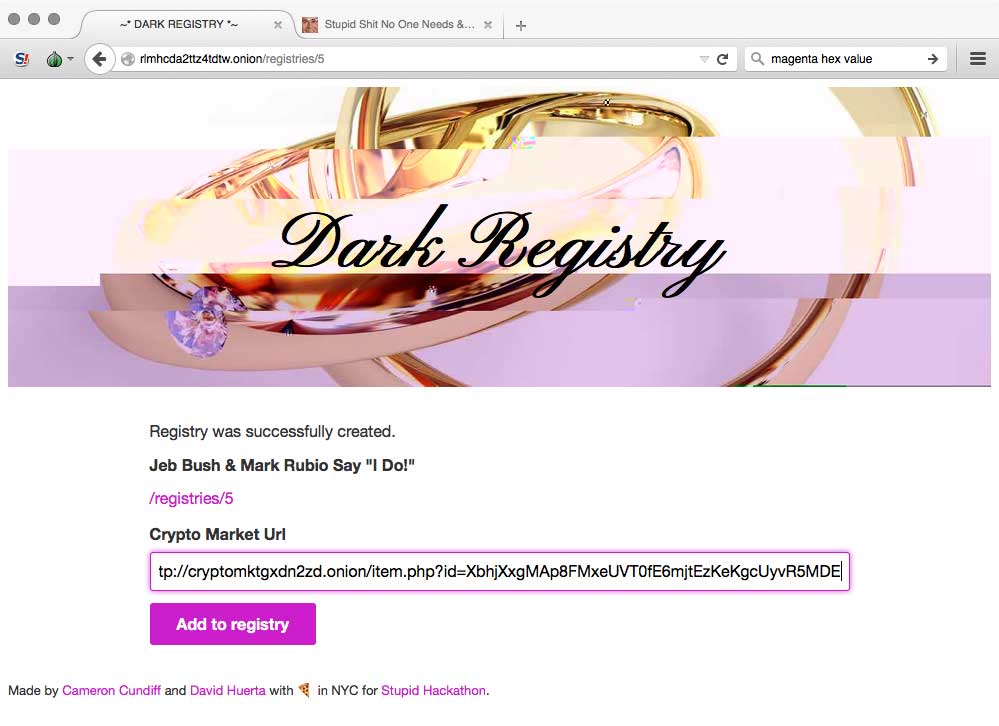 ~* DARK REGISTRY *~
Stupid Shit No One Needs &...
S!
rlmhcda2ttz4tdtw.onion/registries/5
magenta hex value
Dark Registry
Registry was successfully created.
Jeb Bush & Mark Rubio Say "I Do!"
/registries/5
Crypto Market Url
tp://cryptomktgxdn2zd.onion/item.php?id=XbhjXxgMAp8FMxeUVT0fE6mjtEzKeKgcUyvR5MDE
Add to registry
Made by Cameron Cundiff and David Huerta with 🍕 in NYC for Stupid Hackathon.